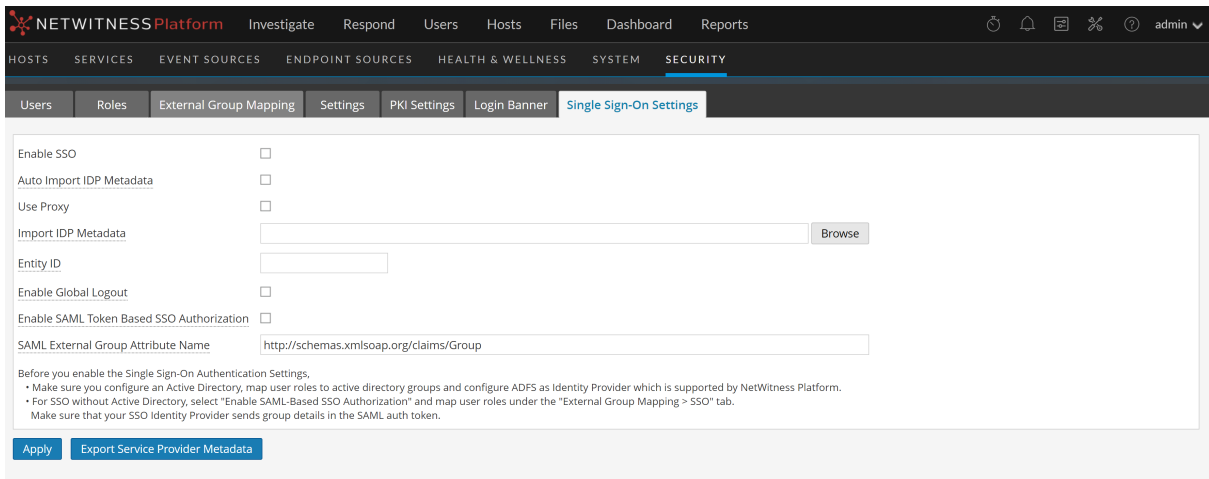 NETWITNESS Platform Investigate Respond Users Hosts Files Dashboard Reports admin
HOSTS SERVICES EVENT SOURCES ENDPOINT SOURCES HEALTH & WELLNESS SYSTEM SECURITY
Users Roles External Group Mapping Settings PKI Settings Login Banner Single Sign-On Settings
Enable SSO
Auto Import IDP Metadata
Use Proxy
Import IDP Metadata Browse
Entity ID
Enable Global Logout
Enable SAML Token Based SSO Authorization
SAML External Group Attribute Name http://schemas.xmlsoap.org/claims/Group
Before you enable the Single Sign-On Authentication Settings,
• Make sure you configure an Active Directory, map user roles to active directory groups and configure ADFS as Identity Provider which is supported by NetWitness Platform.
• For SSO without Active Directory, select "Enable SAML-Based SSO Authorization" and map user roles under the "External Group Mapping > SSO" tab.
Make sure that your SSO Identity Provider sends group details in the SAML auth token.
Apply Export Service Provider Metadata